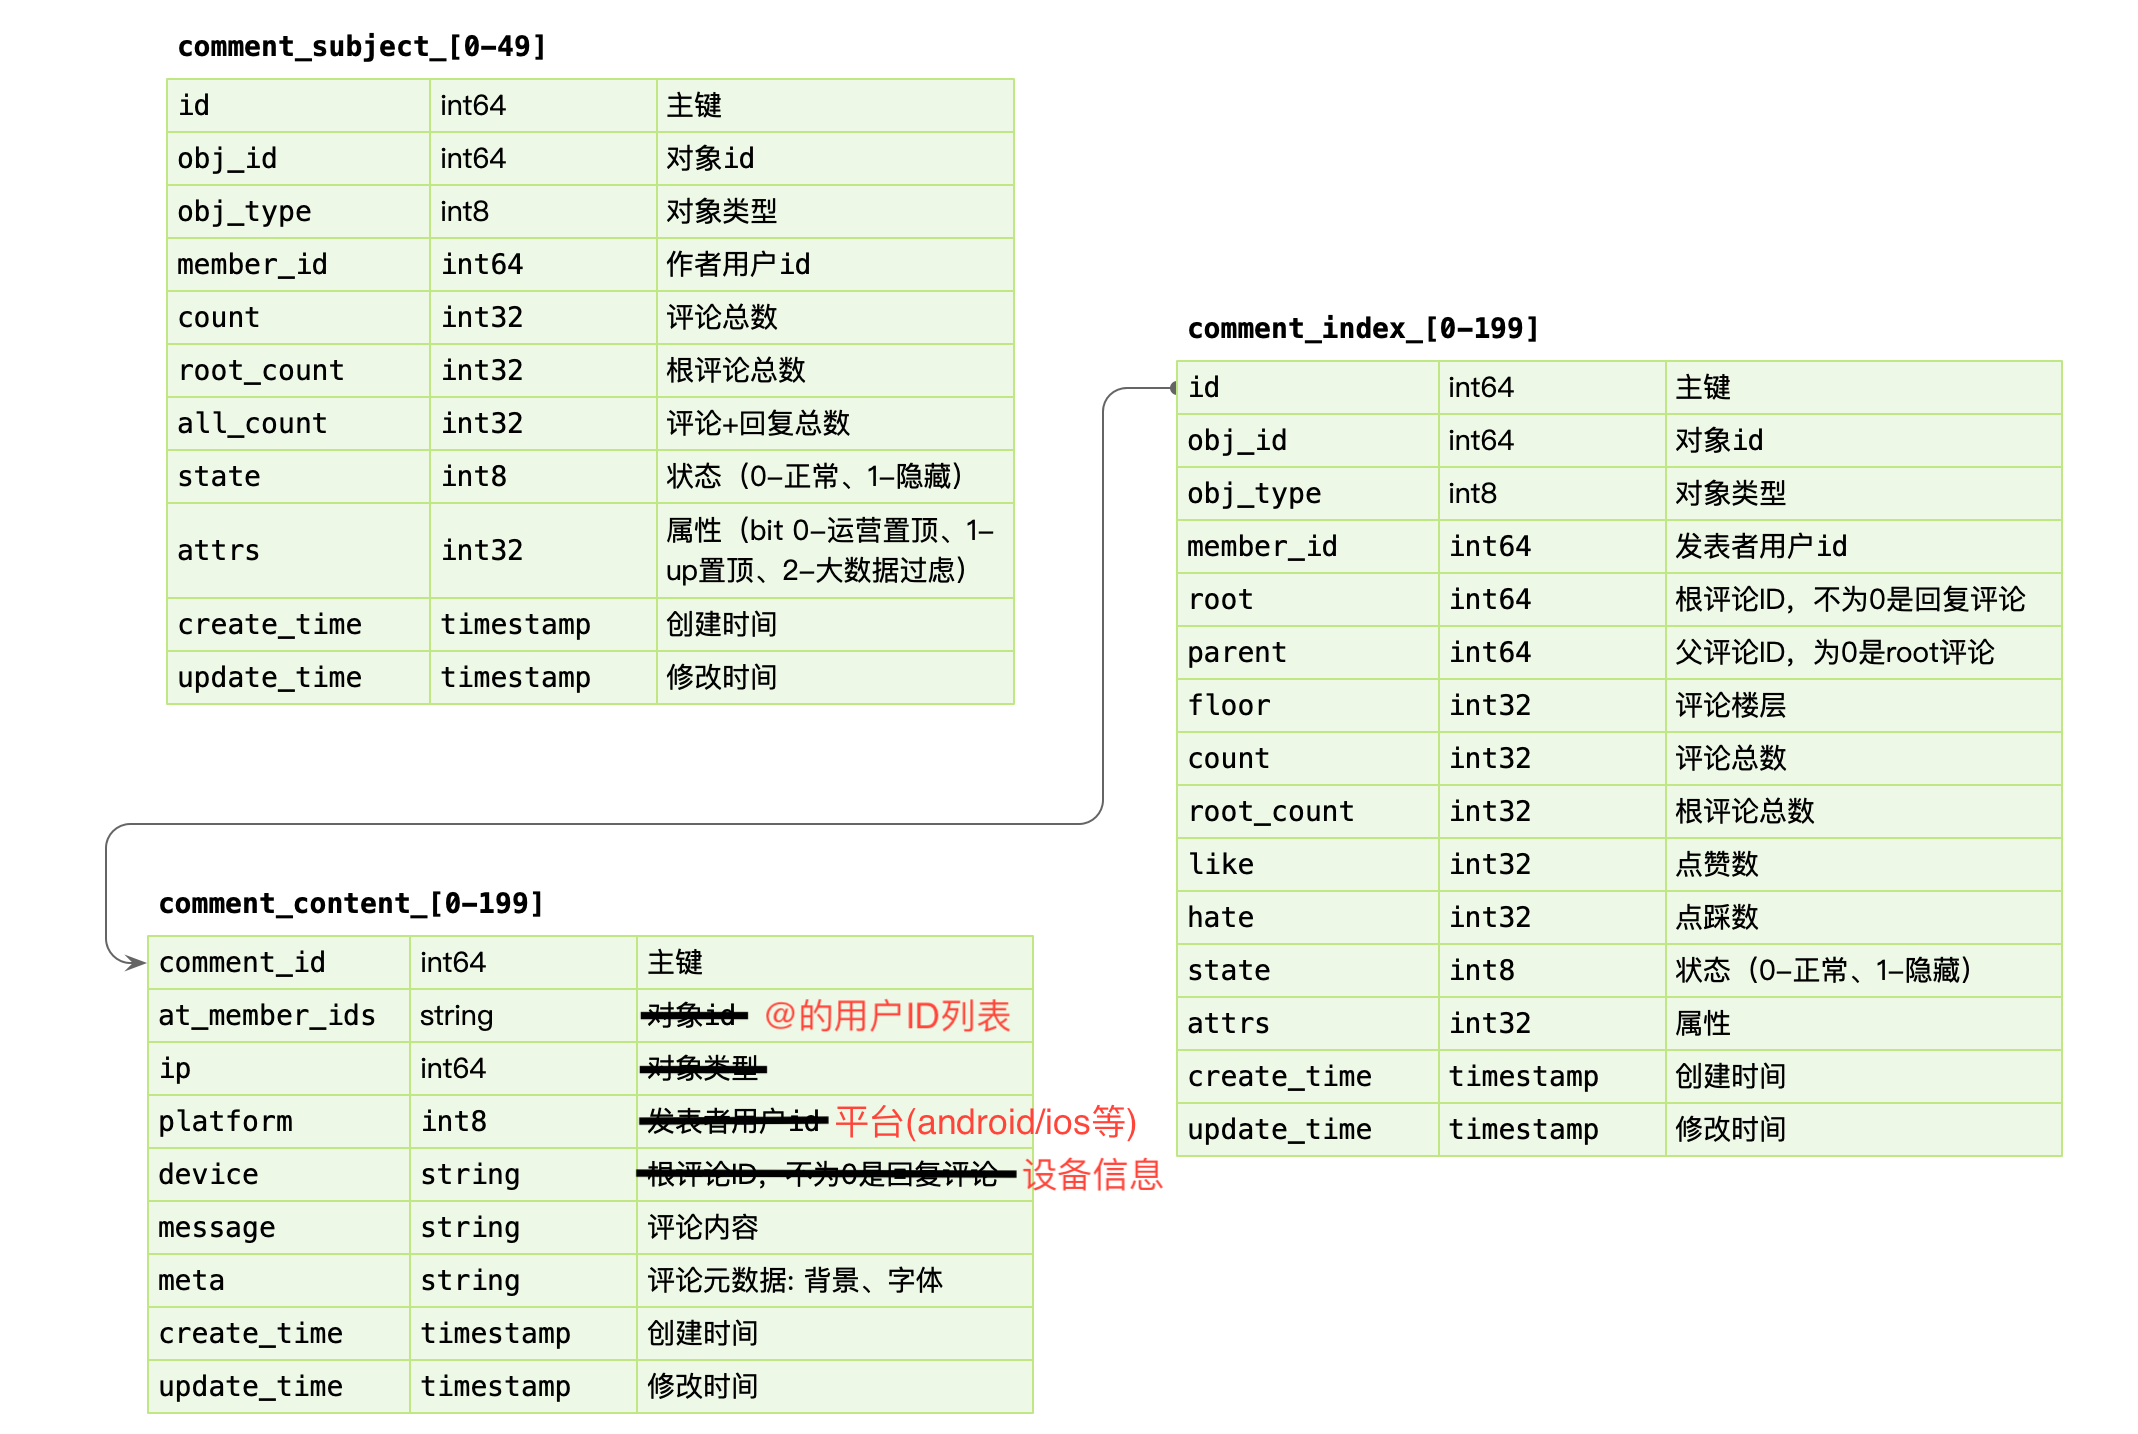 comment_subject_[0-49]
id int64 主键
obj_id int64 对象id
obj_type int8 对象类型
member_id int64 作者用户id
count int32 评论总数
root_count int32 根评论总数
all_count int32 评论+回复总数
state int8 状态（0-正常、1-隐藏）
attrs int32 属性（bit 0-运营置顶、1-
up置顶、2-大数据过虑）
create_time timestamp 创建时间
update_time timestamp 修改时间
comment_index_[0-199]
id int64 主键
obj_id int64 对象id
obj_type int8 对象类型
member_id int64 发表者用户id
root int64 根评论ID，不为0是回复评论
parent int64 父评论ID，为0是root评论
floor int32 评论楼层
count int32 评论总数
root_count int32 根评论总数
like int32 点赞数
hate int32 点踩数
state int8 状态（0-正常、1-隐藏）
attrs int32 属性
create_time timestamp 创建时间
update_time timestamp 修改时间
comment_content_[0-199]
comment_id int64 主键
at_member_ids string 对象id @的用户ID列表
ip int64 对象类型
platform int8 发表者用户id 平台(android/ios等)
device string 根评论ID，不为0是回复评论 设备信息
message string 评论内容
meta string 评论元数据: 背景、字体
create_time timestamp 创建时间
update_time timestamp 修改时间